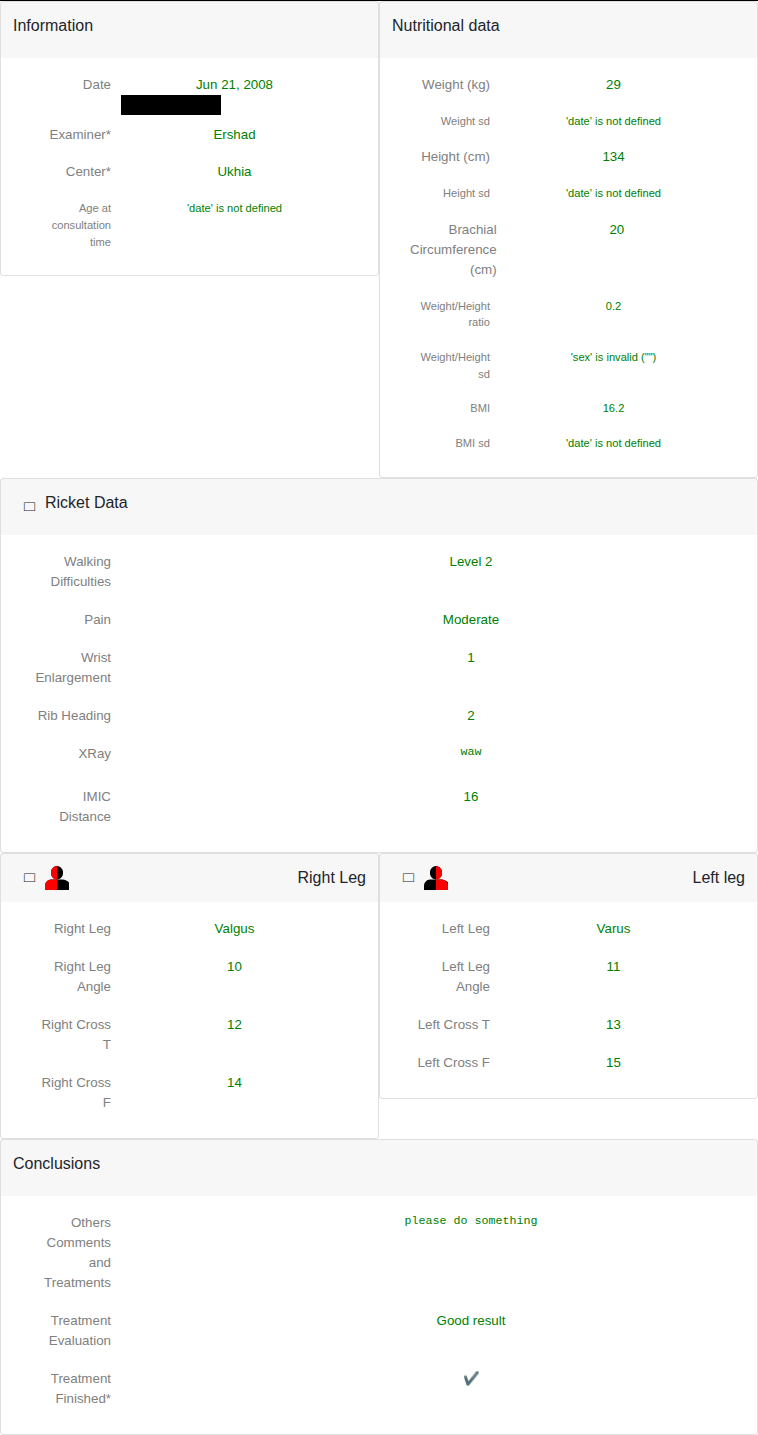 Information
Date
Jun 21, 2008
Examiner*
Ershad
Center*
Ukhia
Age at
consultation
time
'date' is not defined
Nutritional data
Weight (kg)
29
Weight sd
'date' is not defined
Height (cm)
134
Height sd
'date' is not defined
Brachial
Circumference
(cm)
20
Weight/Height
ratio
0.2
Weight/Height
sd
'sex' is invalid ("")
BMI
16.2
BMI sd
'date' is not defined
Ricket Data
Walking
Difficulties
Level 2
Pain
Moderate
Wrist
Enlargement
1
Rib Heading
2
XRay
waw
IMIC
Distance
16
Right Leg
Right Leg
Valgus
Right Leg
Angle
10
Right Cross
T
12
Right Cross
F
14
Left leg
Left Leg
Varus
Left Leg
Angle
11
Left Cross T
13
Left Cross F
15
Conclusions
Others
Comments
and
Treatments
please do something
Treatment
Evaluation
Good result
Treatment
Finished*
✔